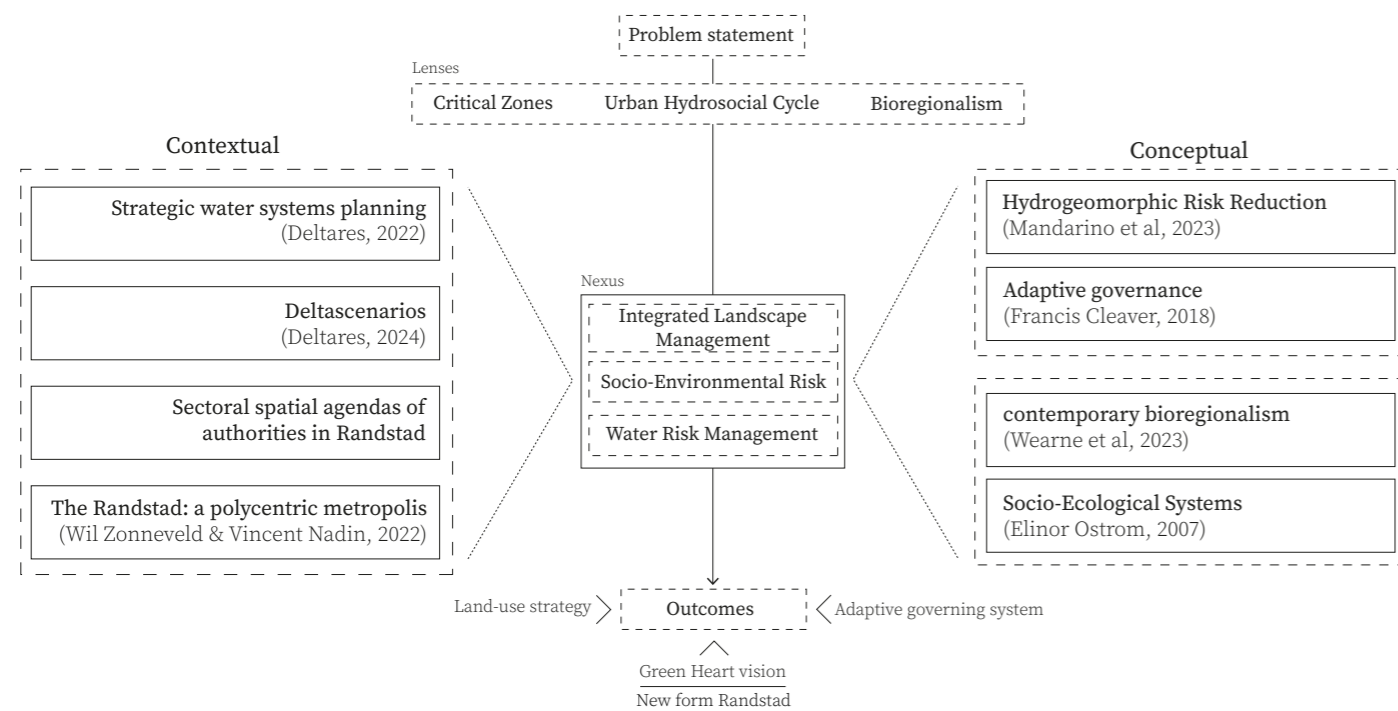 Problem statement
Lenses
Critical Zones Urban Hydrosocial Cycle Bioregionalism
Contextual
Strategic water systems planning
(Deltares, 2022)
Deltascenarios
(Deltares, 2024)
Sectoral spatial agendas of
authorities in Randstad
The Randstad: a polycentric metropolis
(Wil Zonneveld & Vincent Nadin, 2022)
Nexus
Integrated Landscape
Management
Socio-Environmental Risk
Water Risk Management
Conceptual
Hydrogeomorphic Risk Reduction
(Mandarino et al, 2023)
Adaptive governance
(Francis Cleaver, 2018)
contemporary bioregionalism
(Wearne et al, 2023)
Socio-Ecological Systems
(Elinor Ostrom, 2007)
Land-use strategy
Outcomes
Adaptive governing system
Green Heart vision
New form Randstad